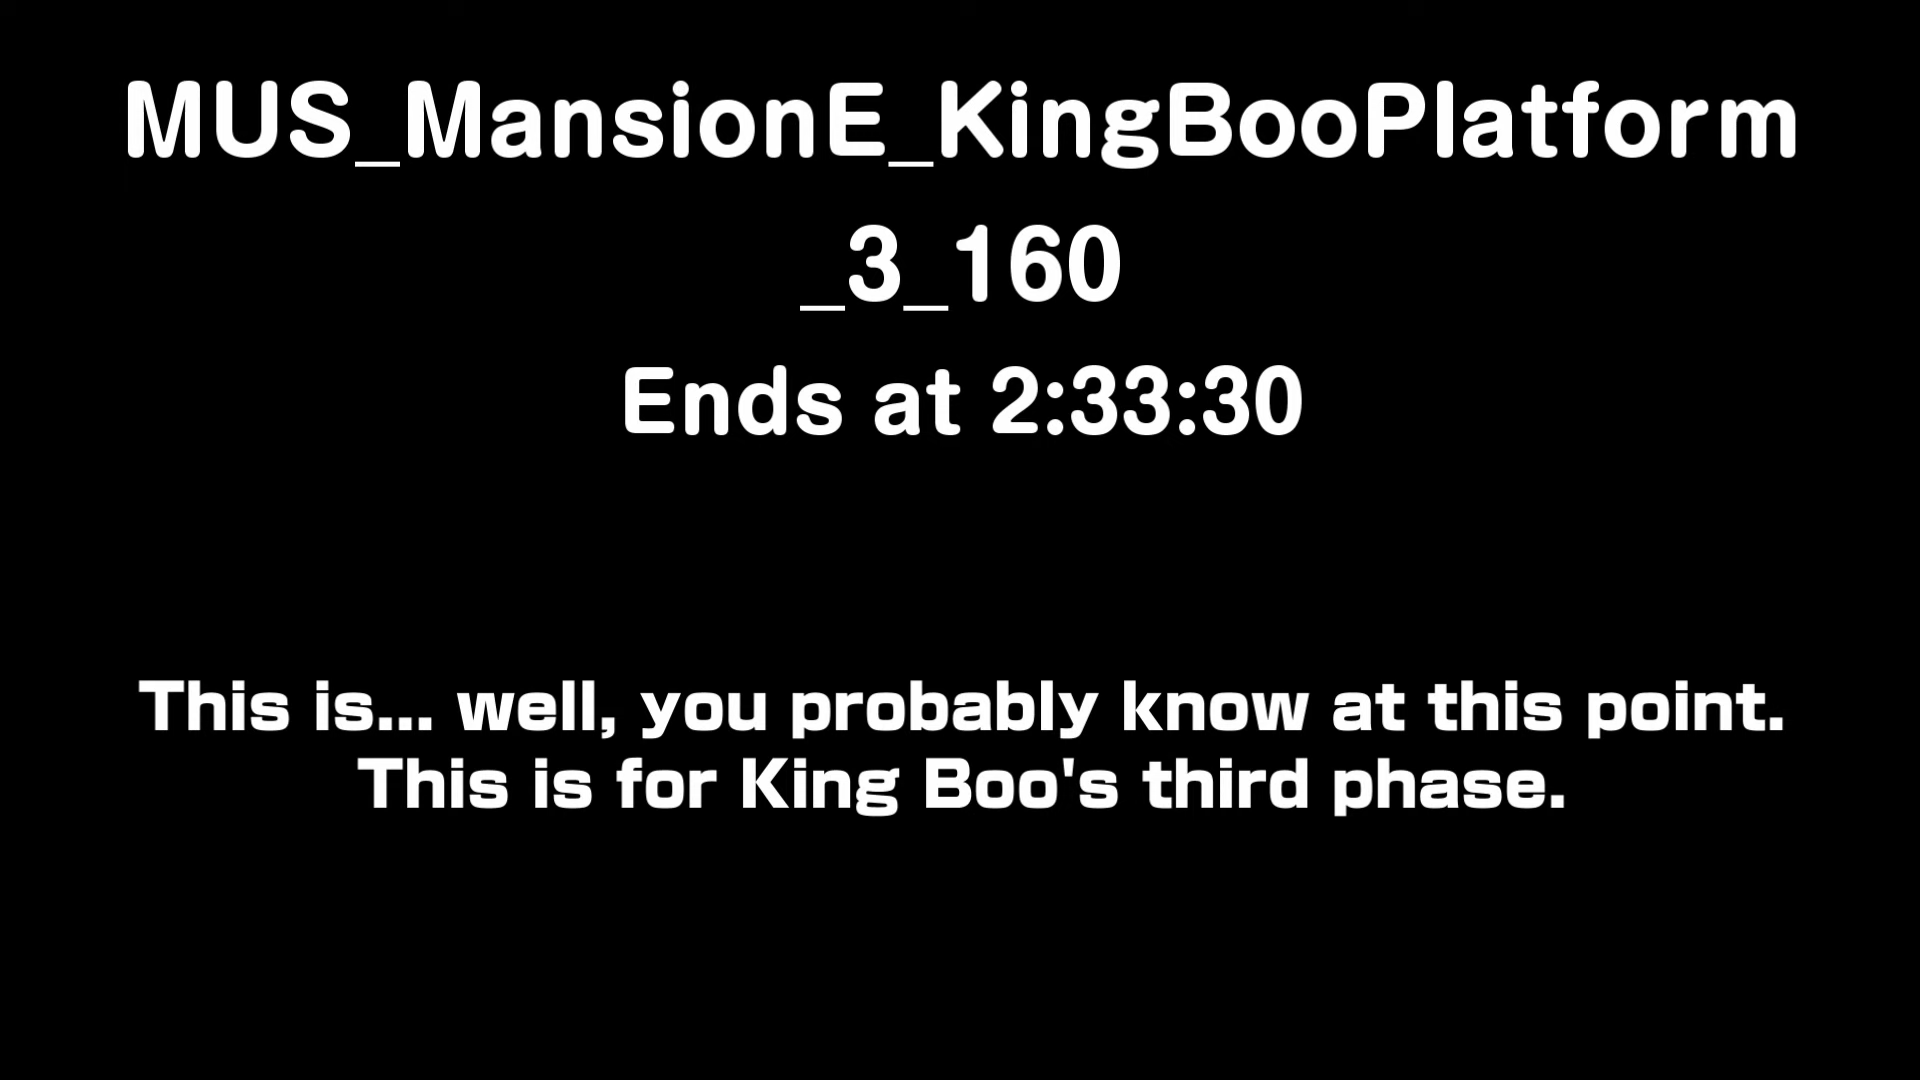 MUS_MansionE_KingBooPlatform
_3_160
Ends at 2:33:30
This is... well, you probably know at this point.
This is for King Boo's third phase.